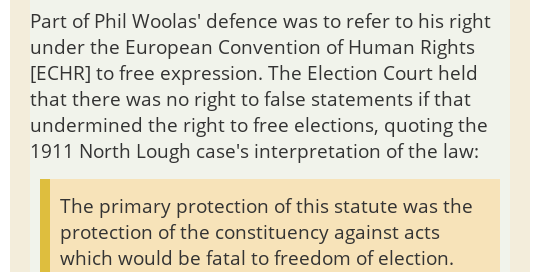 Part of Phil Woolas' defence was to refer to his right
under the European Convention of Human Rights
[ECHR] to free expression. The Election Court held
that there was no right to false statements if that
undermined the right to free elections, quoting the
1911 North Lough case's interpretation of the law:
The primary protection of this statute was the
protection of the constituency against acts
which would be fatal to freedom of election.